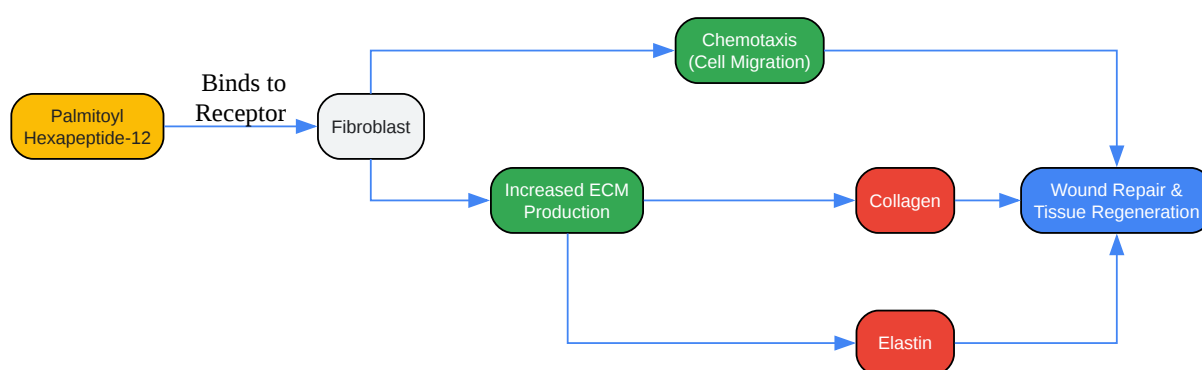 Palmitoyl
Hexapeptide-12
Binds to
Receptor
Fibroblast
Chemotaxis
(Cell Migration)
Increased ECM
Production
Collagen
Elastin
Wound Repair &
Tissue Regeneration